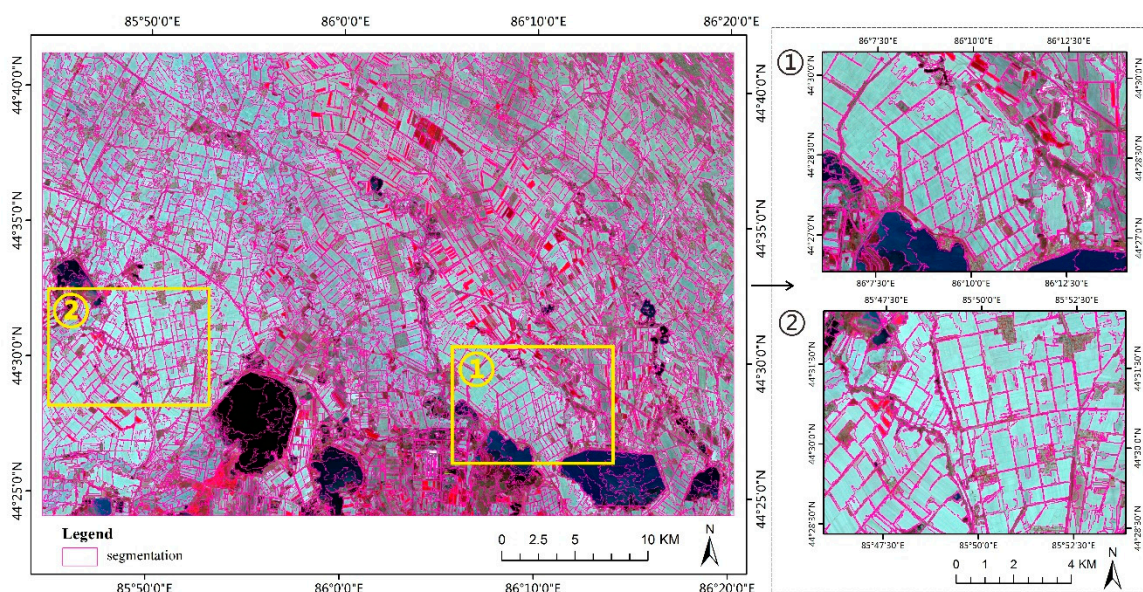 85°50'0"E 86°0'0"E 86°10'0"E 86°20'0"E
44°40'0"N
44°35'0"N
44°30'0"N
44°25'0"N
44°40'0"N
44°35'0"N
44°30'0"N
44°25'0"N
②
①
Legend
segmentation
0 2.5 5 10 KM
N
85°50'0"E 86°0'0"E 86°10'0"E 86°20'0"E
①
86°7'30"E 86°10'0"E 86°12'30"E
44°30'0"N
44°28'30"N
44°27'0"N
44°30'0"N
44°28'30"N
44°27'0"N
86°7'30"E 86°10'0"E 86°12'30"E
②
85°47'30"E 85°50'0"E 85°52'30"E
44°31'30"N
44°30'0"N
44°28'30"N
44°31'30"N
44°30'0"N
44°28'30"N
85°47'30"E 85°50'0"E 85°52'30"E
0 1 2 4 KM
N